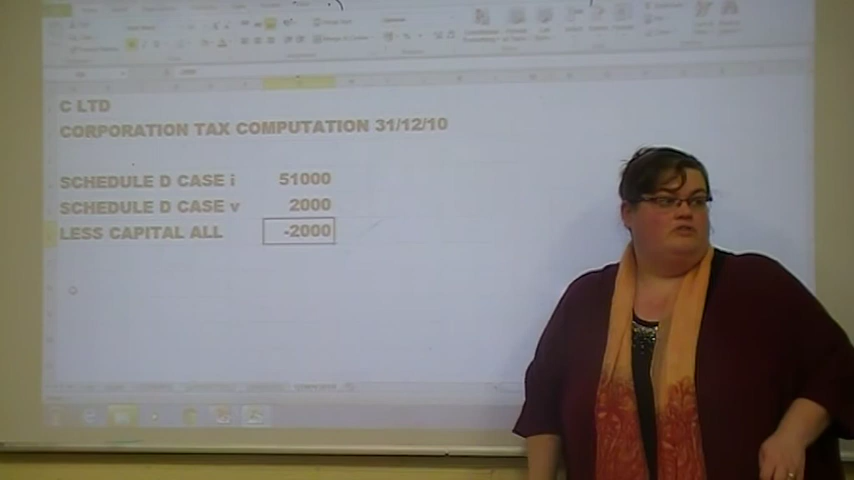 C LTD
CORPORATION TAX COMPUTATION 31/12/10
SCHEDULE D CASE i 51000
SCHEDULE D CASE v 2000
LESS CAPITAL ALL -2000